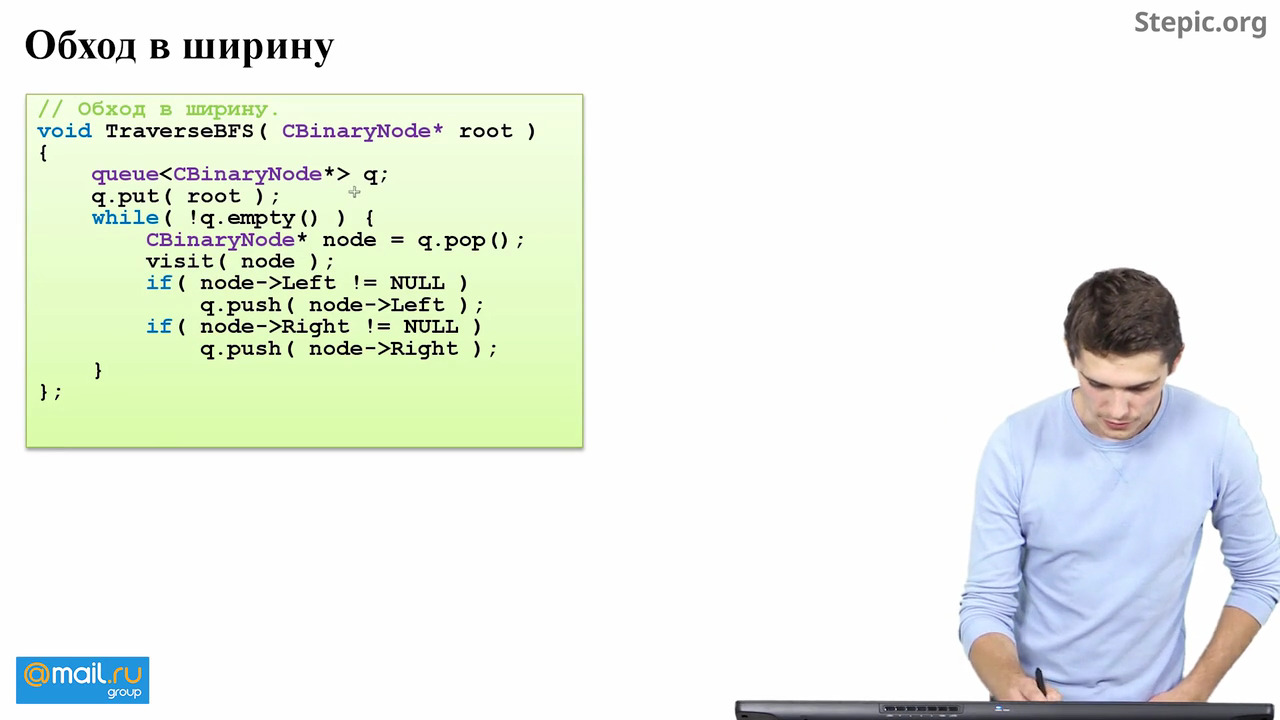 Обход в ширину
Stepic.org
// Обход в ширину.
void TraverseBFS( CBinaryNode* root )
{
    queue<CBinaryNode*> q;
    q.put( root );
    while( !q.empty() ) {
        CBinaryNode* node = q.pop();
        visit( node );
        if( node->Left != NULL )
            q.push( node->Left );
        if( node->Right != NULL )
            q.push( node->Right );
    }
};
@mail.ru
group